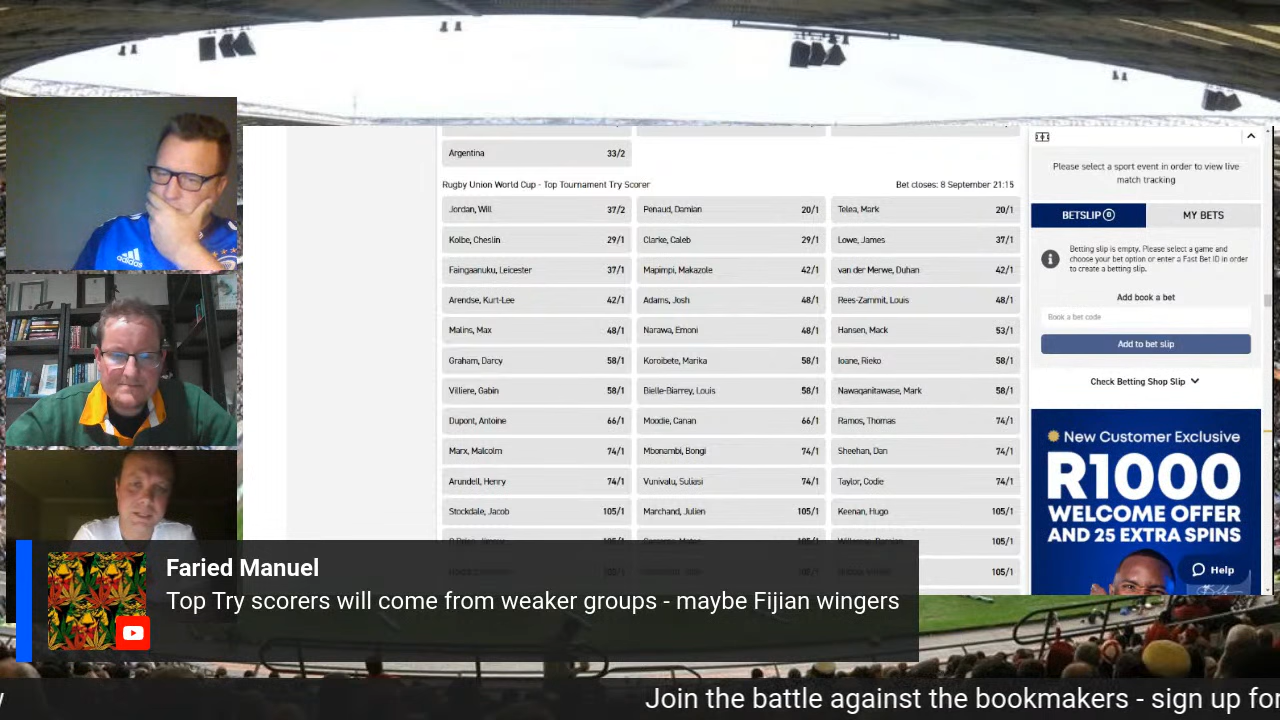 Argentina 33/2
Rugby Union World Cup - Top Tournament Try Scorer Bet closes: 8 September 21:15
Jordan, Will 37/2 Penaud, Damian 20/1 Telea, Mark 20/1
Kolbe, Cheslin 29/1 Clarke, Caleb 29/1 Lowe, James 37/1
Faingaanuku, Leicester 37/1 Mapimpi, Makazole 42/1 van der Merwe, Duhan 42/1
Arendse, Kurt-Lee 42/1 Adams, Josh 48/1 Rees-Zammit, Louis 48/1
Malins, Max 48/1 Narawa, Emoni 48/1 Hansen, Mack 53/1
Graham, Darcy 58/1 Koroibete, Marika 58/1 Ioane, Rieko 58/1
Villiere, Gabin 58/1 Bielle-Biarrey, Louis 58/1 Nawaqanitawase, Mark 58/1
Dupont, Antoine 66/1 Moodie, Canan 66/1 Ramos, Thomas 74/1
Marx, Malcolm 74/1 Mbonambi, Bongi 74/1 Sheehan, Dan 74/1
Arundell, Henry 74/1 Vunivalu, Suliasi 74/1 Taylor, Codie 74/1
Stockdale, Jacob 105/1 Marchand, Julien 105/1 Keenan, Hugo 105/1
105/1
105/1
Please select a sport event in order to view live
match tracking
BETSLIP 0 MY BETS
Betting slip is empty. Please select a game and
choose your bet option or enter a Fast Bet ID in order
to create a betting slip.
Add book a bet
Book a bet code
Add to bet slip
Check Betting Shop Slip
New Customer Exclusive
R1000
WELCOME OFFER
AND 25 EXTRA SPINS
Help
adidas
Faried Manuel
Top Try scorers will come from weaker groups - maybe Fijian wingers
Join the battle against the bookmakers - sign up for